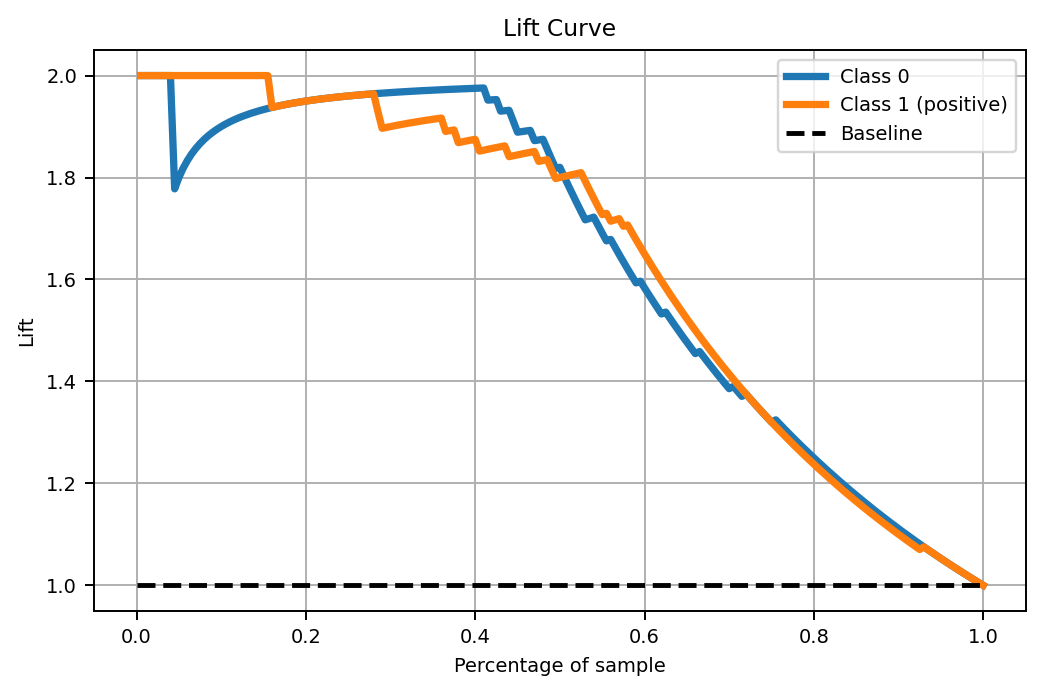 Lift Curve
Lift
2.0
1.8
1.6
1.4
1.2
1.0
Class 0
Class 1 (positive)
Baseline
0.0 0.2 0.4 0.6 0.8 1.0
Percentage of sample